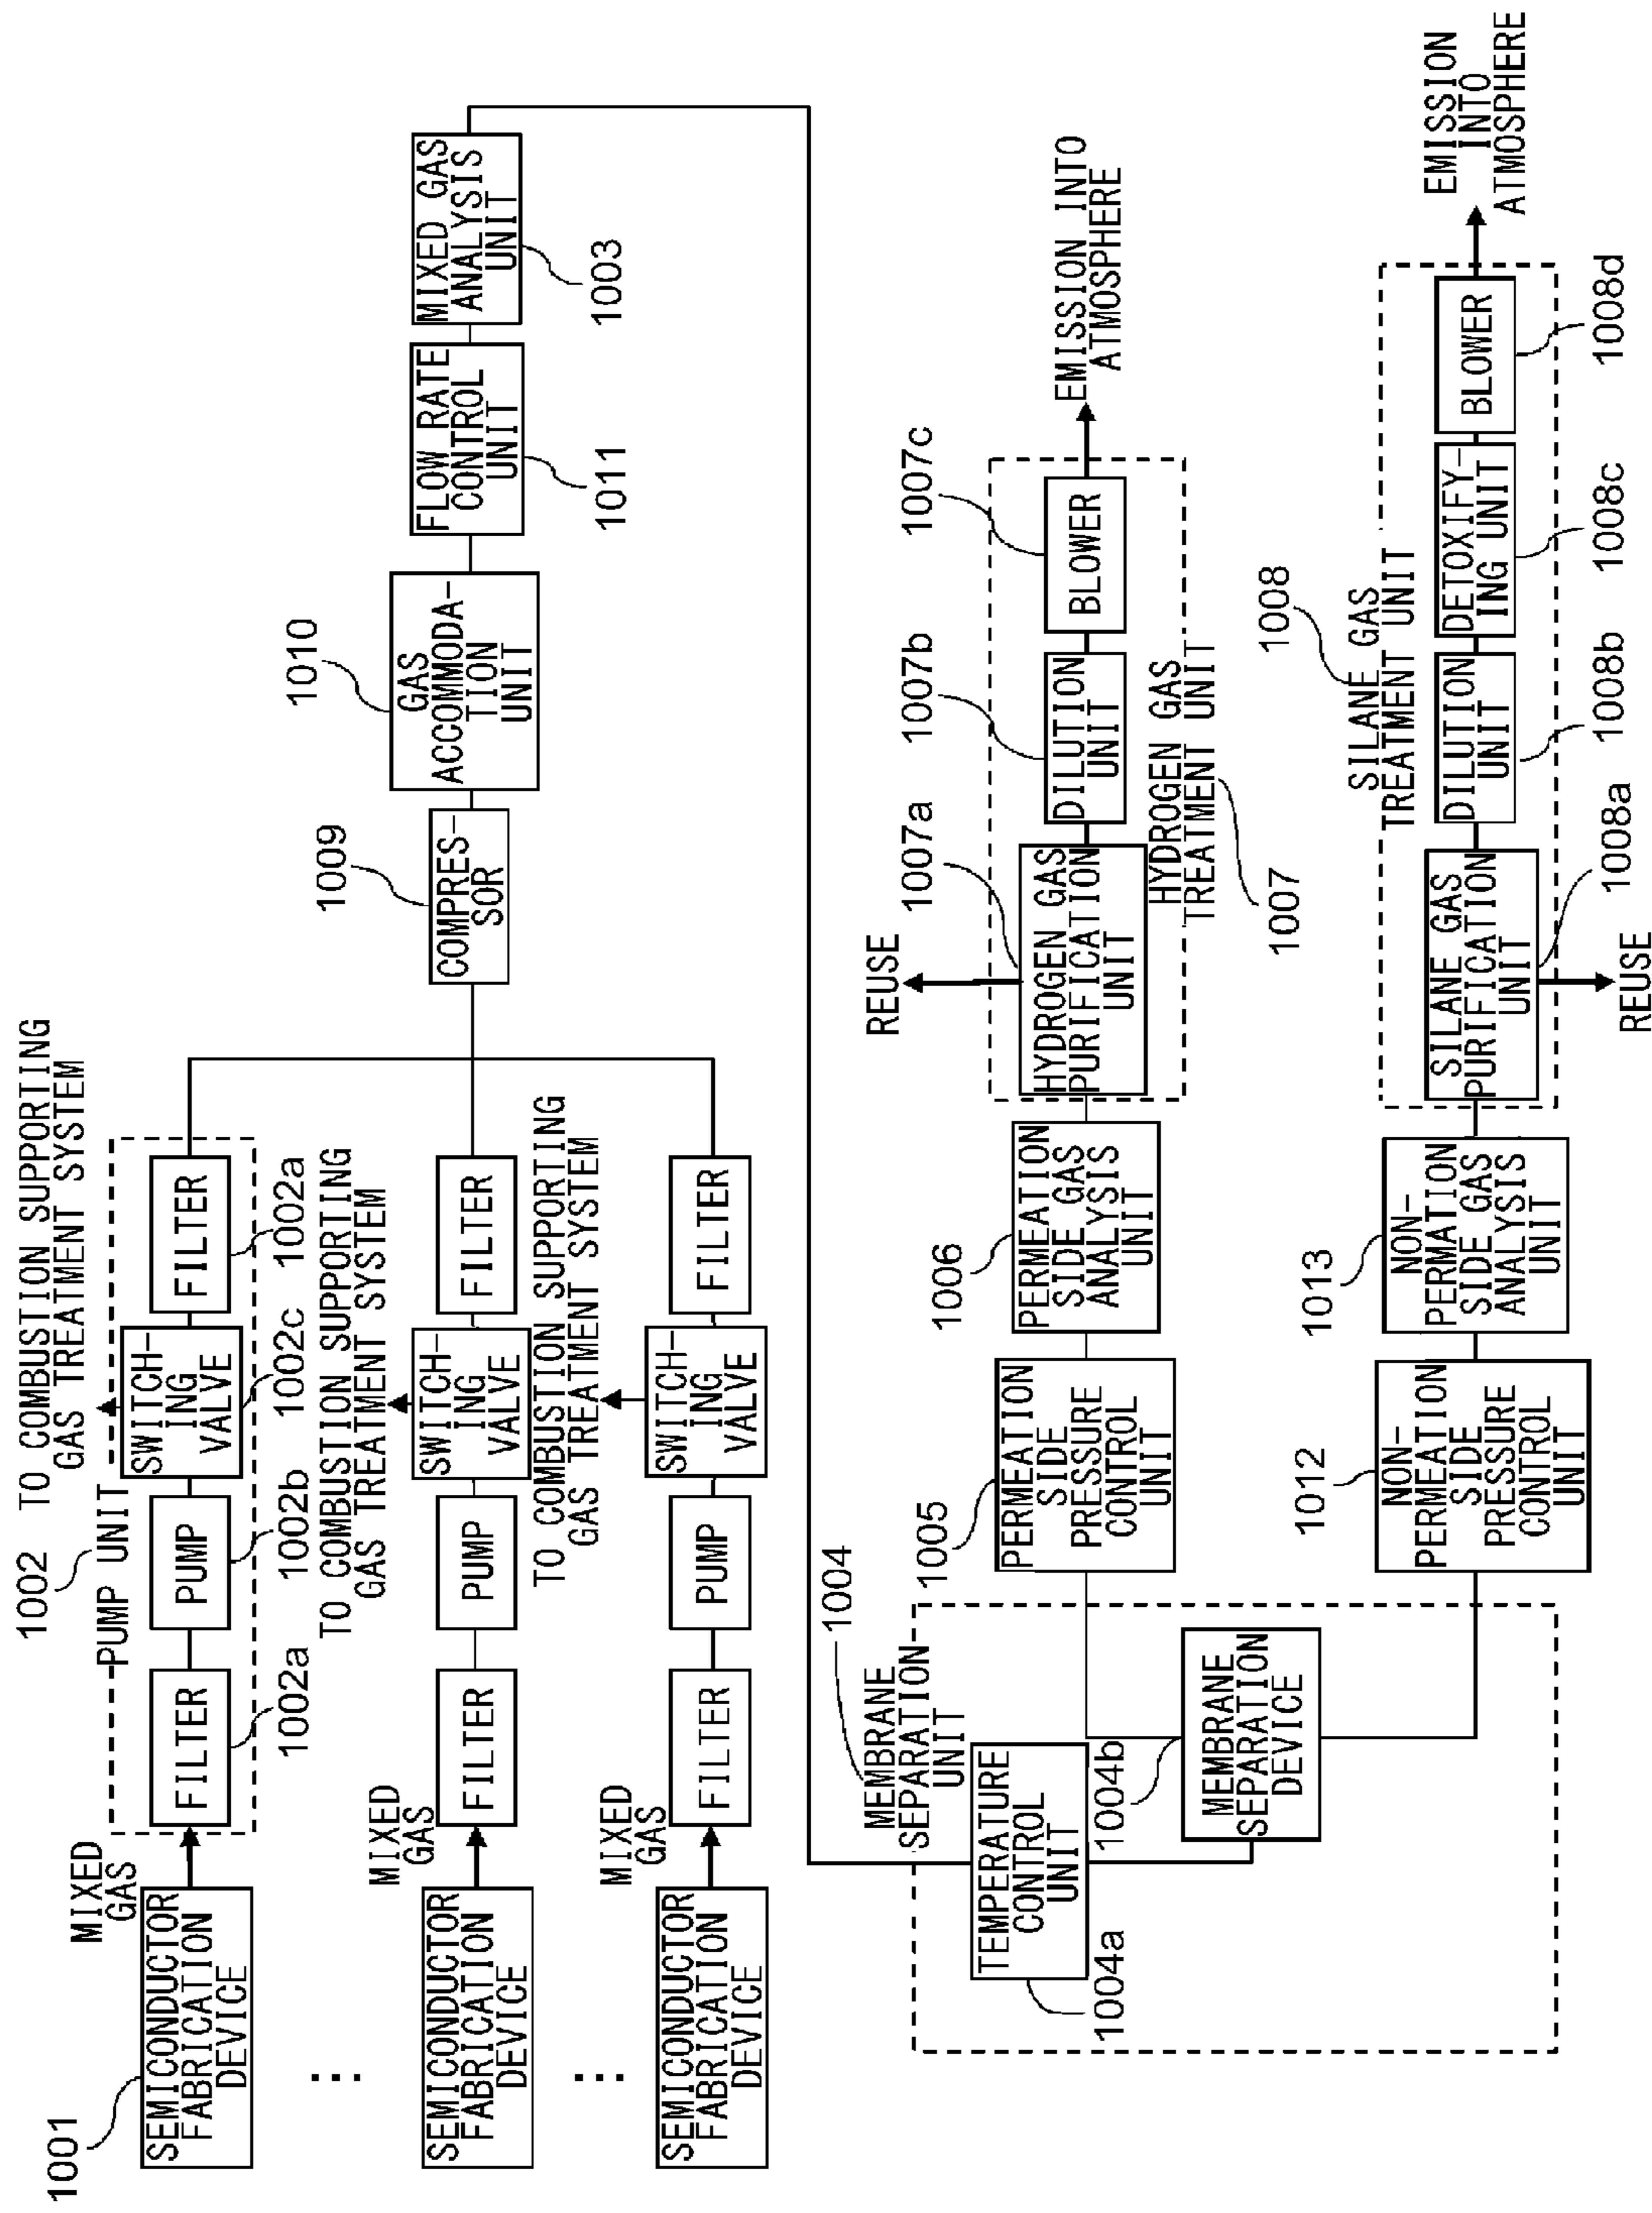 1001
SEMICONDUCTOR
FABRICATION
DEVICE
MIXED
GAS
1002
PUMP UNIT
FILTER
1002a
PUMP
1002b
SWITCH-
ING
VALVE
1002c
FILTER
1002a
TO COMBUSTION SUPPORTING
GAS TREATMENT SYSTEM
...
SEMICONDUCTOR
FABRICATION
DEVICE
MIXED
GAS
FILTER
PUMP
SWITCH-
ING
VALVE
FILTER
TO COMBUSTION SUPPORTING
GAS TREATMENT SYSTEM
...
SEMICONDUCTOR
FABRICATION
DEVICE
MIXED
GAS
FILTER
PUMP
SWITCH-
ING
VALVE
FILTER
TO COMBUSTION SUPPORTING
GAS TREATMENT SYSTEM
1009
COMPRES-
SOR
1010
GAS
ACCOMMODA-
TION
UNIT
FLOW RATE
CONTROL
UNIT
1011
MIXED GAS
ANALYSIS
UNIT
1003
1004
MEMBRANE
SEPARATION
UNIT
TEMPERATURE
CONTROL
UNIT
1004a
1004b
MEMBRANE
SEPARATION
DEVICE
1005
PERMEATION
SIDE
PRESSURE
CONTROL
UNIT
1006
PERMEATION
SIDE GAS
ANALYSIS
UNIT
REUSE
1007a
HYDROGEN GAS
PURIFICATION
UNIT
1007b
DILUTION
UNIT
1007c
BLOWER
HYDROGEN GAS
TREATMENT UNIT
1007
EMISSION INTO
ATMOSPHERE
1012
NON-
PERMEATION
SIDE
PRESSURE
CONTROL
UNIT
1013
NON-
PERMATION
SIDE GAS
ANALYSIS
UNIT
1008
SILANE GAS
TREATMENT UNIT
SILANE GAS
PURIFICATION
UNIT
1008a
REUSE
DILUTION
UNIT
1008b
DETOXIFY-
ING UNIT
1008c
BLOWER
1008d
EMISSION
INTO
ATMOSPHERE